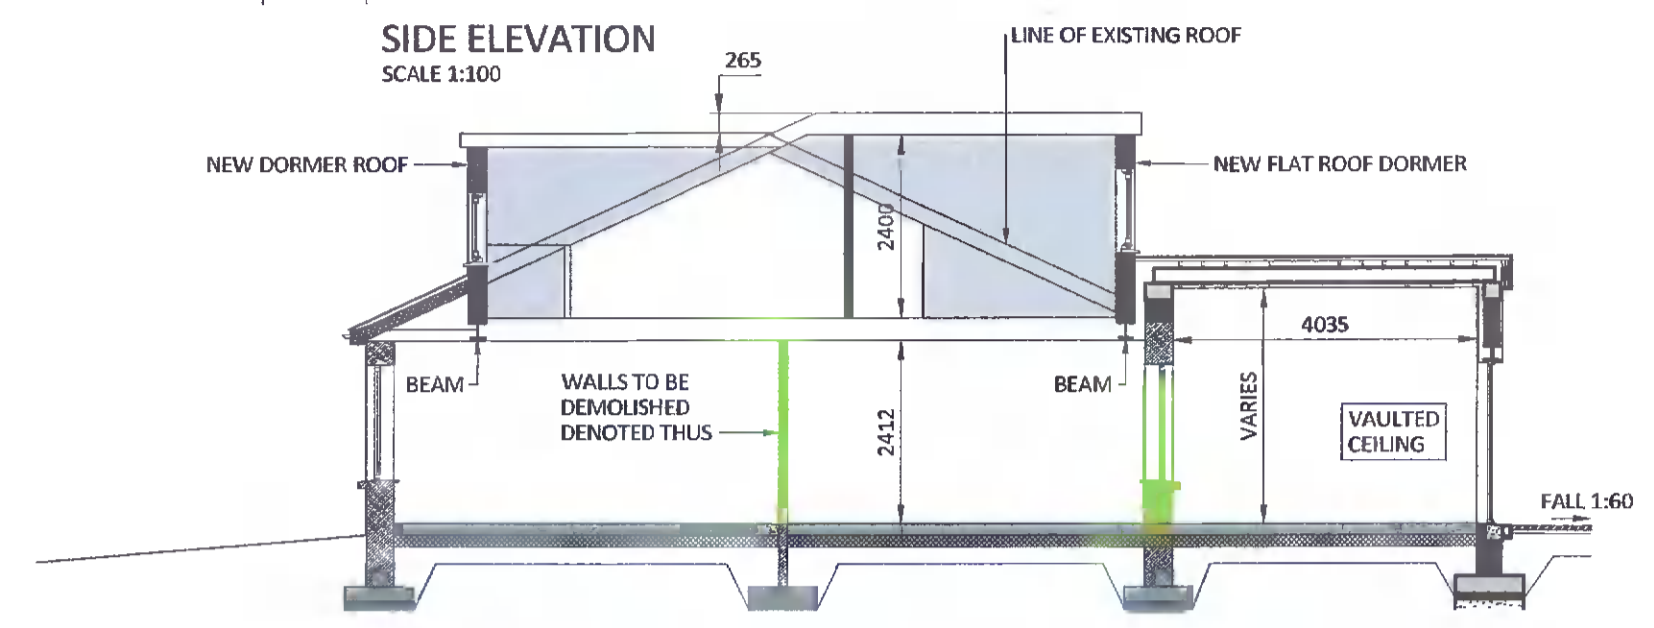 SIDE ELEVATION
SCALE 1:100
265
LINE OF EXISTING ROOF
NEW DORMER ROOF
NEW FLAT ROOF DORMER
2400
4035
BEAM
WALLS TO BE
DEMOLISHED
DENOTED THUS
2412
BEAM
VARIES
VAULTED
CEILING
FALL 1:60